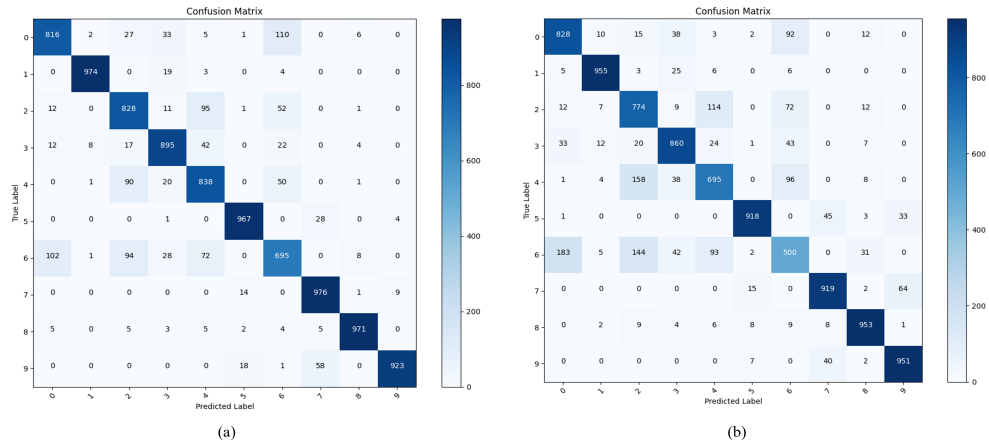 Confusion Matrix
0 816 2 27 33 5 1 110 0 6 0
1 0 974 0 19 3 0 4 0 0 0
2 12 0 828 11 95 1 52 1 1 0
3 12 8 17 895 42 0 22 0 4 0
4 0 1 90 20 838 0 50 0 1 0
5 0 0 0 1 0 967 0 28 0 4
6 102 1 94 28 72 0 695 0 8 0
7 0 0 0 0 0 14 0 976 1 9
8 5 0 5 3 5 2 4 5 971 0
9 0 0 0 0 0 18 1 58 0 923
0 1 2 3 4 5 6 7 8 9
True Label
Predicted Label
800
600
400
200
0
(a)
Confusion Matrix
0 828 10 15 38 3 2 92 0 12 0
1 5 955 3 25 6 0 6 0 0 0
2 12 7 774 9 114 0 72 0 12 0
3 33 12 20 860 24 1 43 0 7 0
4 1 4 158 38 695 0 96 0 8 0
5 1 0 0 0 0 918 0 45 3 33
6 183 5 144 42 93 2 500 0 31 0
7 0 0 0 0 0 15 0 919 2 64
8 0 2 9 4 6 8 9 8 953 1
9 0 0 0 0 0 7 0 40 2 951
0 1 2 3 4 5 6 7 8 9
True Label
Predicted Label
800
600
400
200
0
(b)